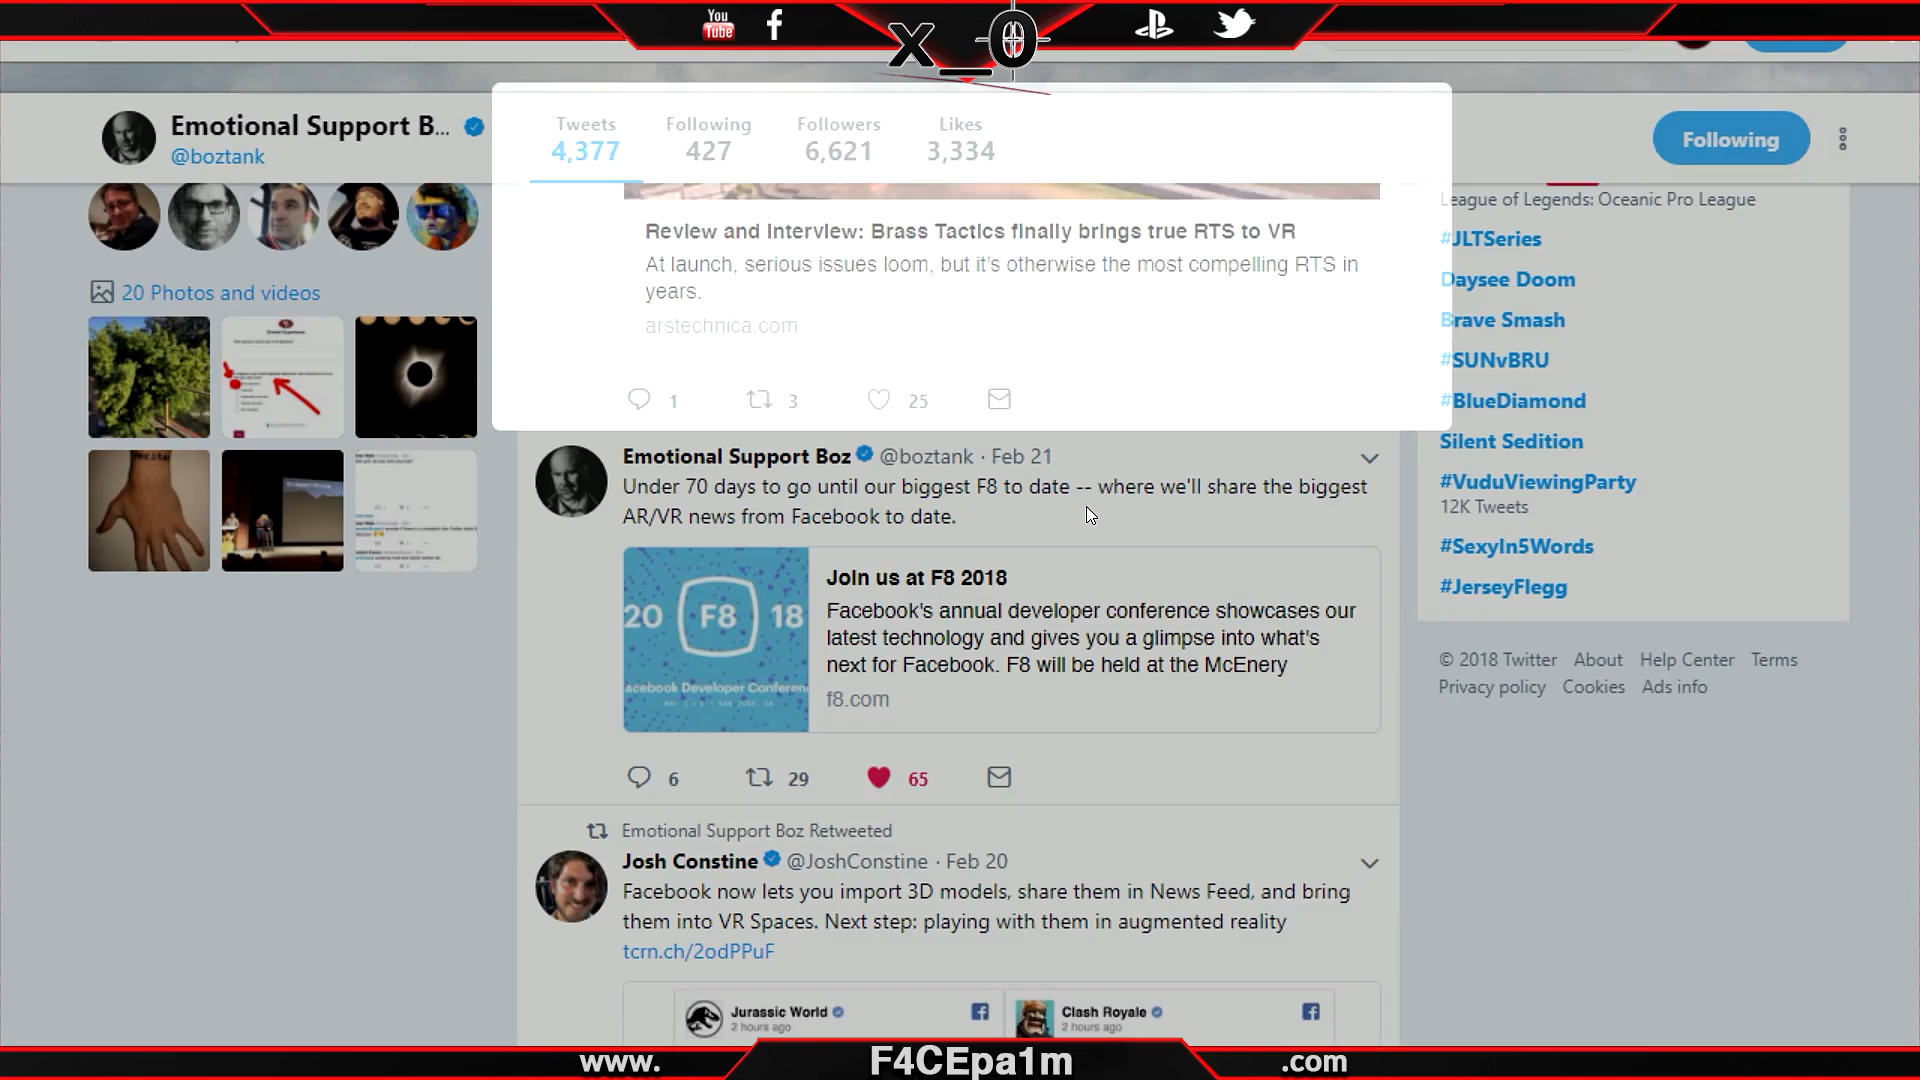 You
Tube
X_0
Emotional Support B...
@boztank
Tweets
4,377
Following
427
Followers
6,621
Likes
3,334
Following
20 Photos and videos
Review and Interview: Brass Tactics finally brings true RTS to VR
At launch, serious issues loom, but it's otherwise the most compelling RTS in
years.
arstechnica.com
1
3
25
Emotional Support Boz @boztank · Feb 21
Under 70 days to go until our biggest F8 to date -- where we'll share the biggest
AR/VR news from Facebook to date.
20 F8 18
acebook Developer Conferen
Join us at F8 2018
Facebook's annual developer conference showcases our
latest technology and gives you a glimpse into what's
next for Facebook. F8 will be held at the McEnery
f8.com
6
29
65
Emotional Support Boz Retweeted
Josh Constine @JoshConstine · Feb 20
Facebook now lets you import 3D models, share them in News Feed, and bring
them into VR Spaces. Next step: playing with them in augmented reality
tcrn.ch/2odPPuF
Jurassic World
2 hours ago
Clash Royale
2 hours ago
League of Legends: Oceanic Pro League
#JLTSeries
Daysee Doom
Brave Smash
#SUNvBRU
#BlueDiamond
Silent Sedition
#VuduViewingParty
12K Tweets
#SexyIn5Words
#JerseyFlegg
© 2018 Twitter About Help Center Terms
Privacy policy Cookies Ads info
www. F4CEpa1m .com